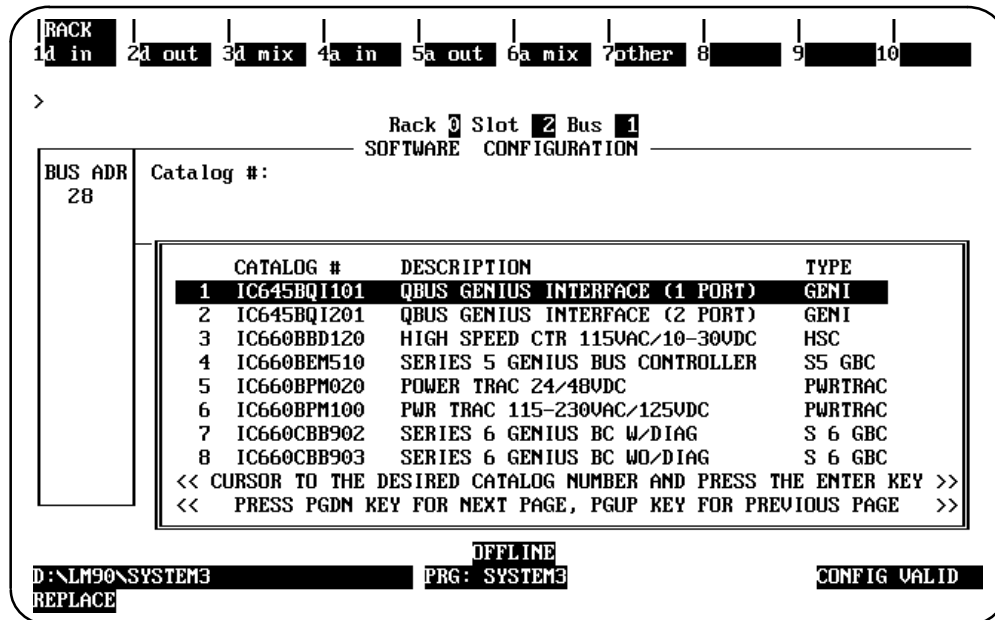 RACK
1d in 2d out 3d mix 4a in 5a out 6a mix 7other 8 9 10
>
Rack 0 Slot 2 Bus 1
SOFTWARE CONFIGURATION
BUS ADR Catalog #:
28
CATALOG # DESCRIPTION TYPE
1 IC645BQI101 QBUS GENIUS INTERFACE (1 PORT) GENI
2 IC645BQI201 QBUS GENIUS INTERFACE (2 PORT) GENI
3 IC660BBD120 HIGH SPEED CTR 115VAC/10-30VDC HSC
4 IC660BEM510 SERIES 5 GENIUS BUS CONTROLLER S5 GBC
5 IC660BPM020 POWER TRAC 24/48VDC PWRTRAC
6 IC660BPM100 PWR TRAC 115-230VAC/125VDC PWRTRAC
7 IC660CBB902 SERIES 6 GENIUS BC W/DIAG S 6 GBC
8 IC660CBB903 SERIES 6 GENIUS BC WO/DIAG S 6 GBC
<< CURSOR TO THE DESIRED CATALOG NUMBER AND PRESS THE ENTER KEY >>
<< PRESS PGDN KEY FOR NEXT PAGE, PGUP KEY FOR PREVIOUS PAGE >>
OFFLINE
D:\LM90\SYSTEM3 PRG: SYSTEM3 CONFIG VALID
REPLACE